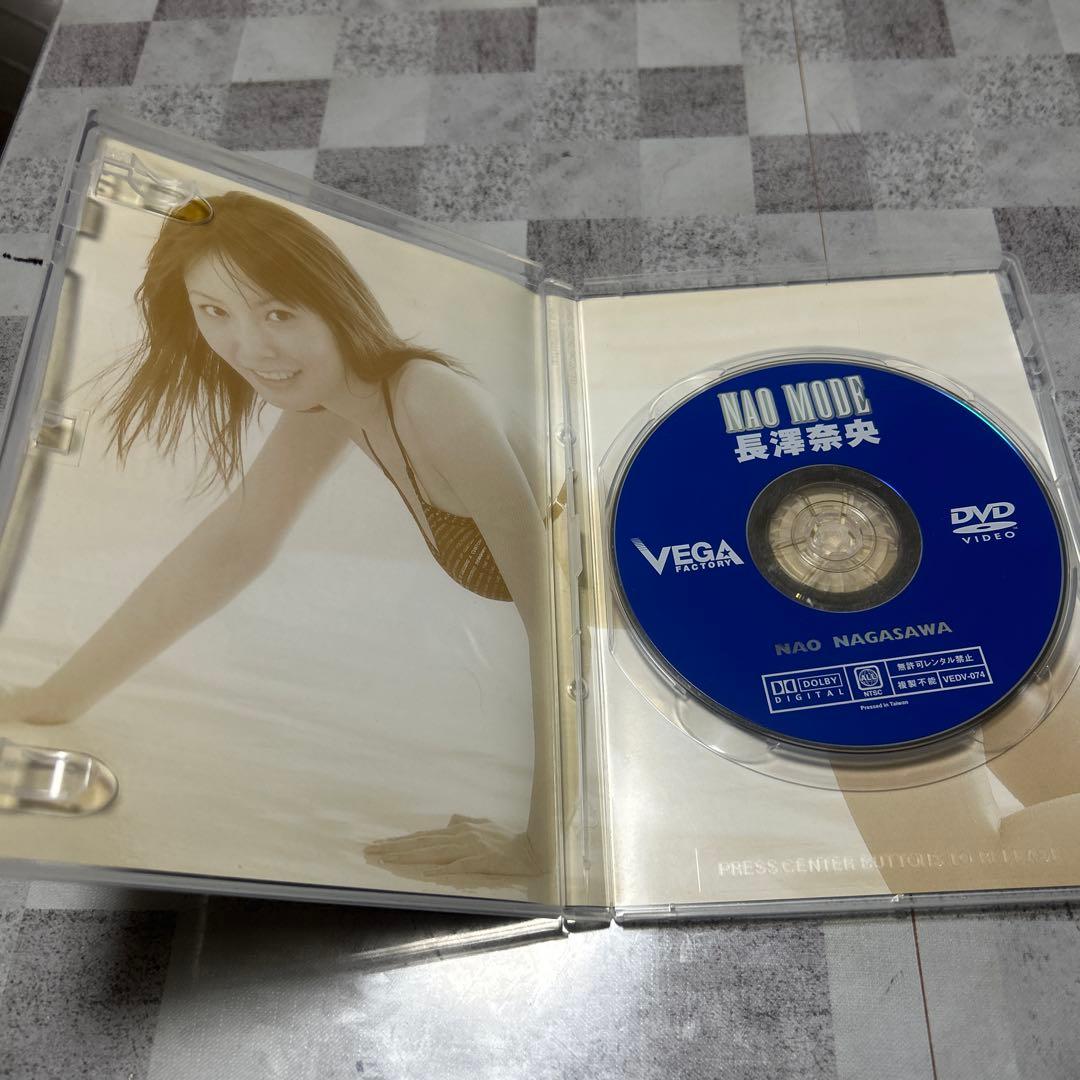 NAO MODE
長澤奈央
VEGA
FACTORY
DVD
VIDEO
NAO NAGASAWA
DOLBY
DIGITAL
ALL
NTSC
無許可レンタル禁止
複製不能
VEDV-074
Pressed in Taiwan
PRESS CENTER BUTTONS TO RELEASE